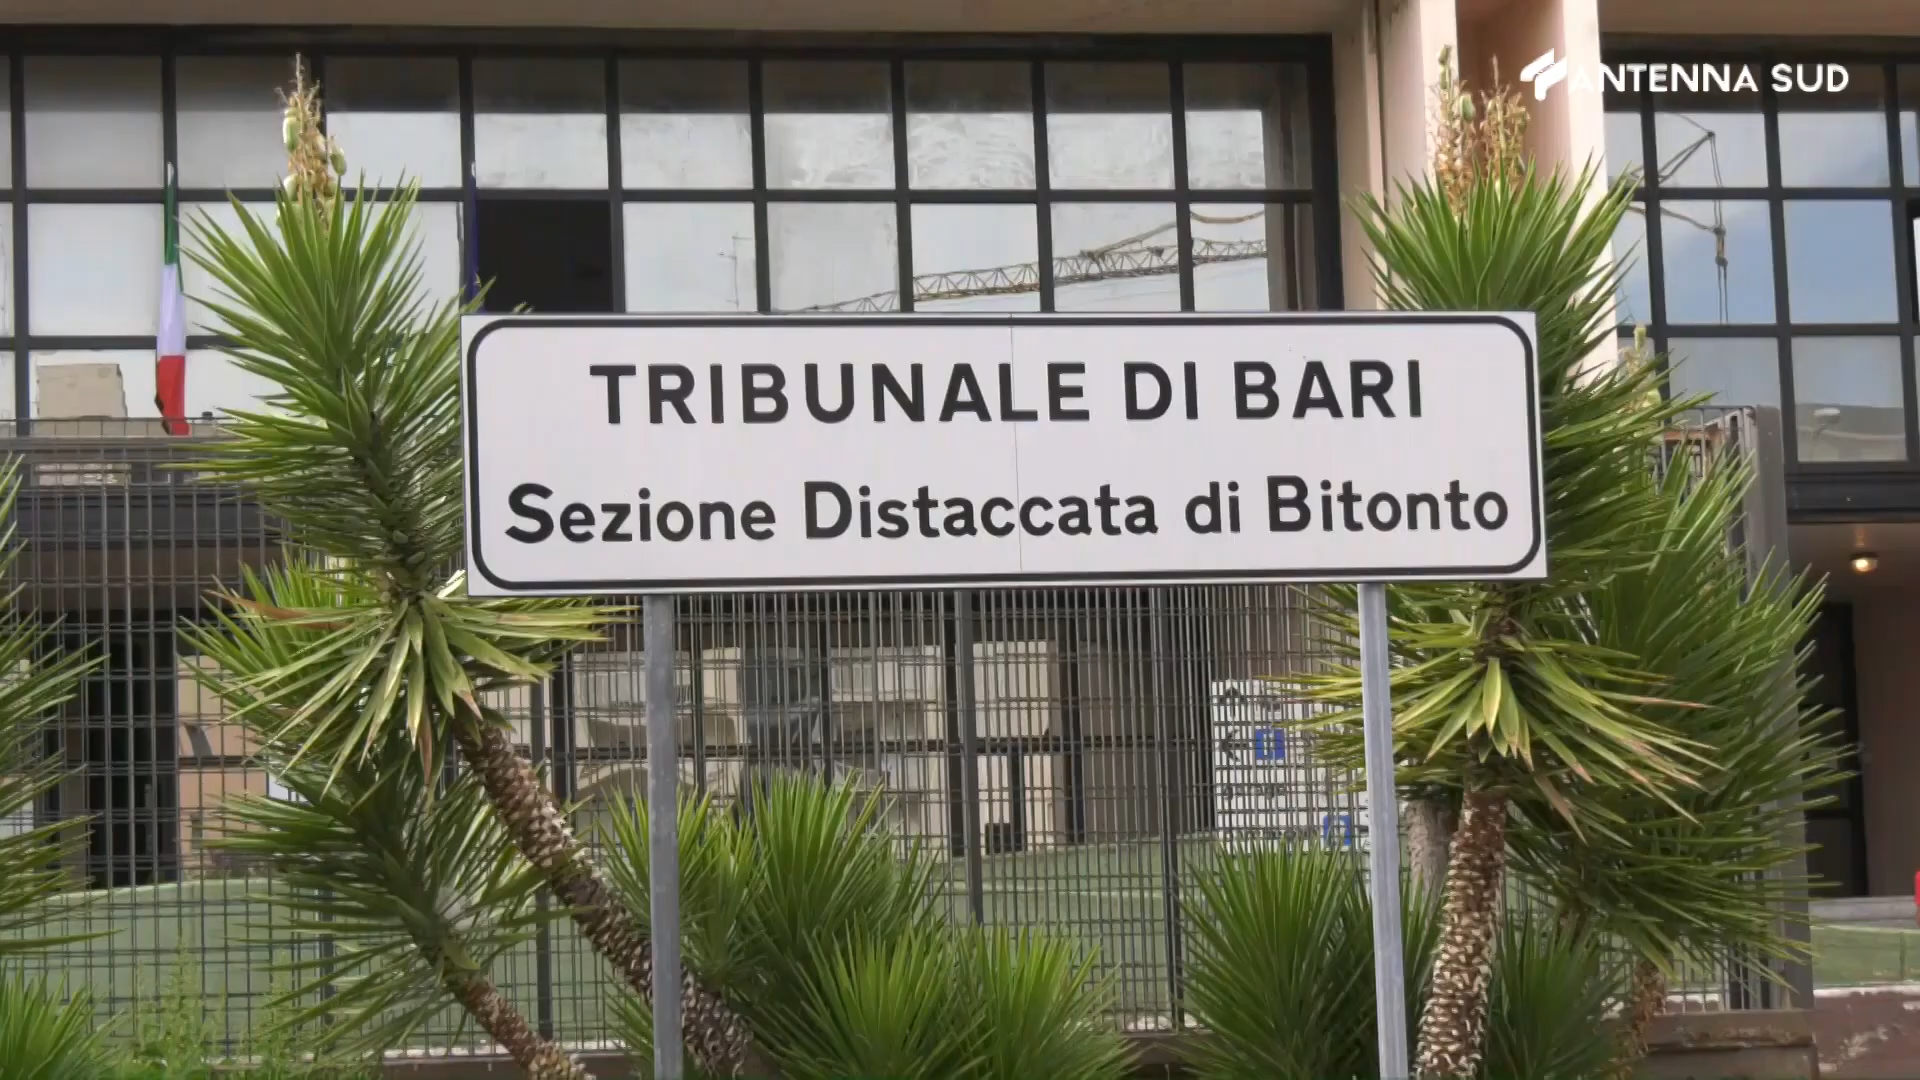 ANTENNA SUD
TRIBUNALE DI BARI
Sezione Distaccata di Bitonto